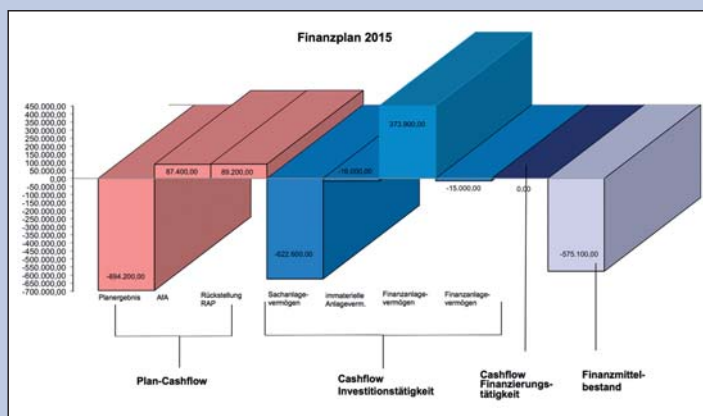 Finanzplan 2015
450.000,00
400.000,00
350.000,00
300.000,00
250.000,00
200.000,00
150.000,00
100.000,00
50.000,00
0,00
-50.000,00
-100.000,00
-150.000,00
-200.000,00
-250.000,00
-300.000,00
-350.000,00
-400.000,00
-450.000,00
-500.000,00
-550.000,00
-600.000,00
-650.000,00
-700.000,00
-694.200,00
87.400,00
89.200,00
-622.600,00
-16.000,00
373.900,00
-15.000,00
0,00
-575.100,00
Planergebnis
AfA
Rückstellung
RAP
Sachanlage-
vermögen
immaterielle
Anlageverm.
Finanzanlage-
vermögen
Finanzanlage-
vermögen
Plan-Cashflow
Cashflow
Investitionstätigkeit
Cashflow
Finanzierungs-
tätigkeit
Finanzmittel-
bestand